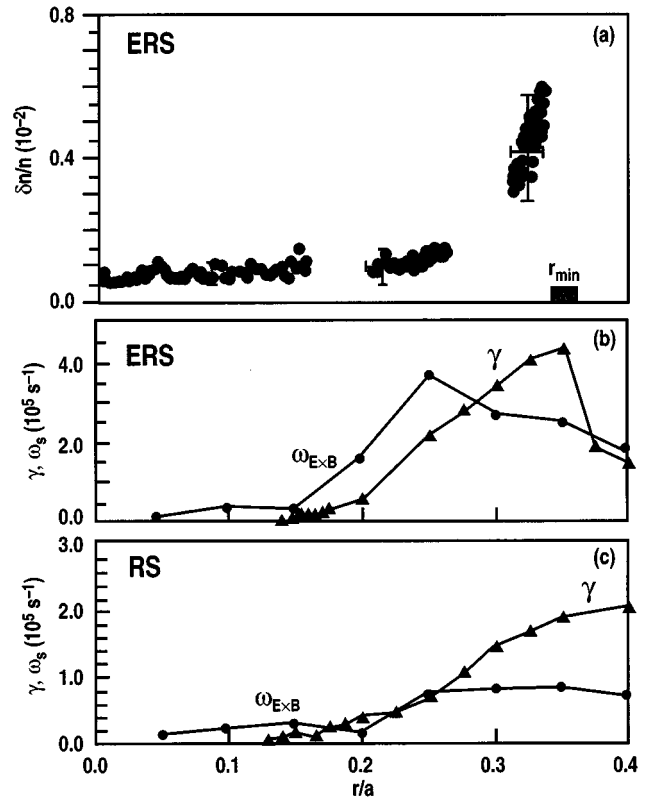 0.8
ERS
(a)
δn/n (10⁻²)
0.4
r_min
0.0
ERS
(b)
γ
4.0
γ, ω_s (10⁵ s⁻¹)
ω_E×B
2.0
0.0
3.0
RS
(c)
γ
γ, ω_s (10⁵ s⁻¹)
2.0
1.0
ω_E×B
0.0
0.0 0.1 0.2 0.3 0.4
r/a